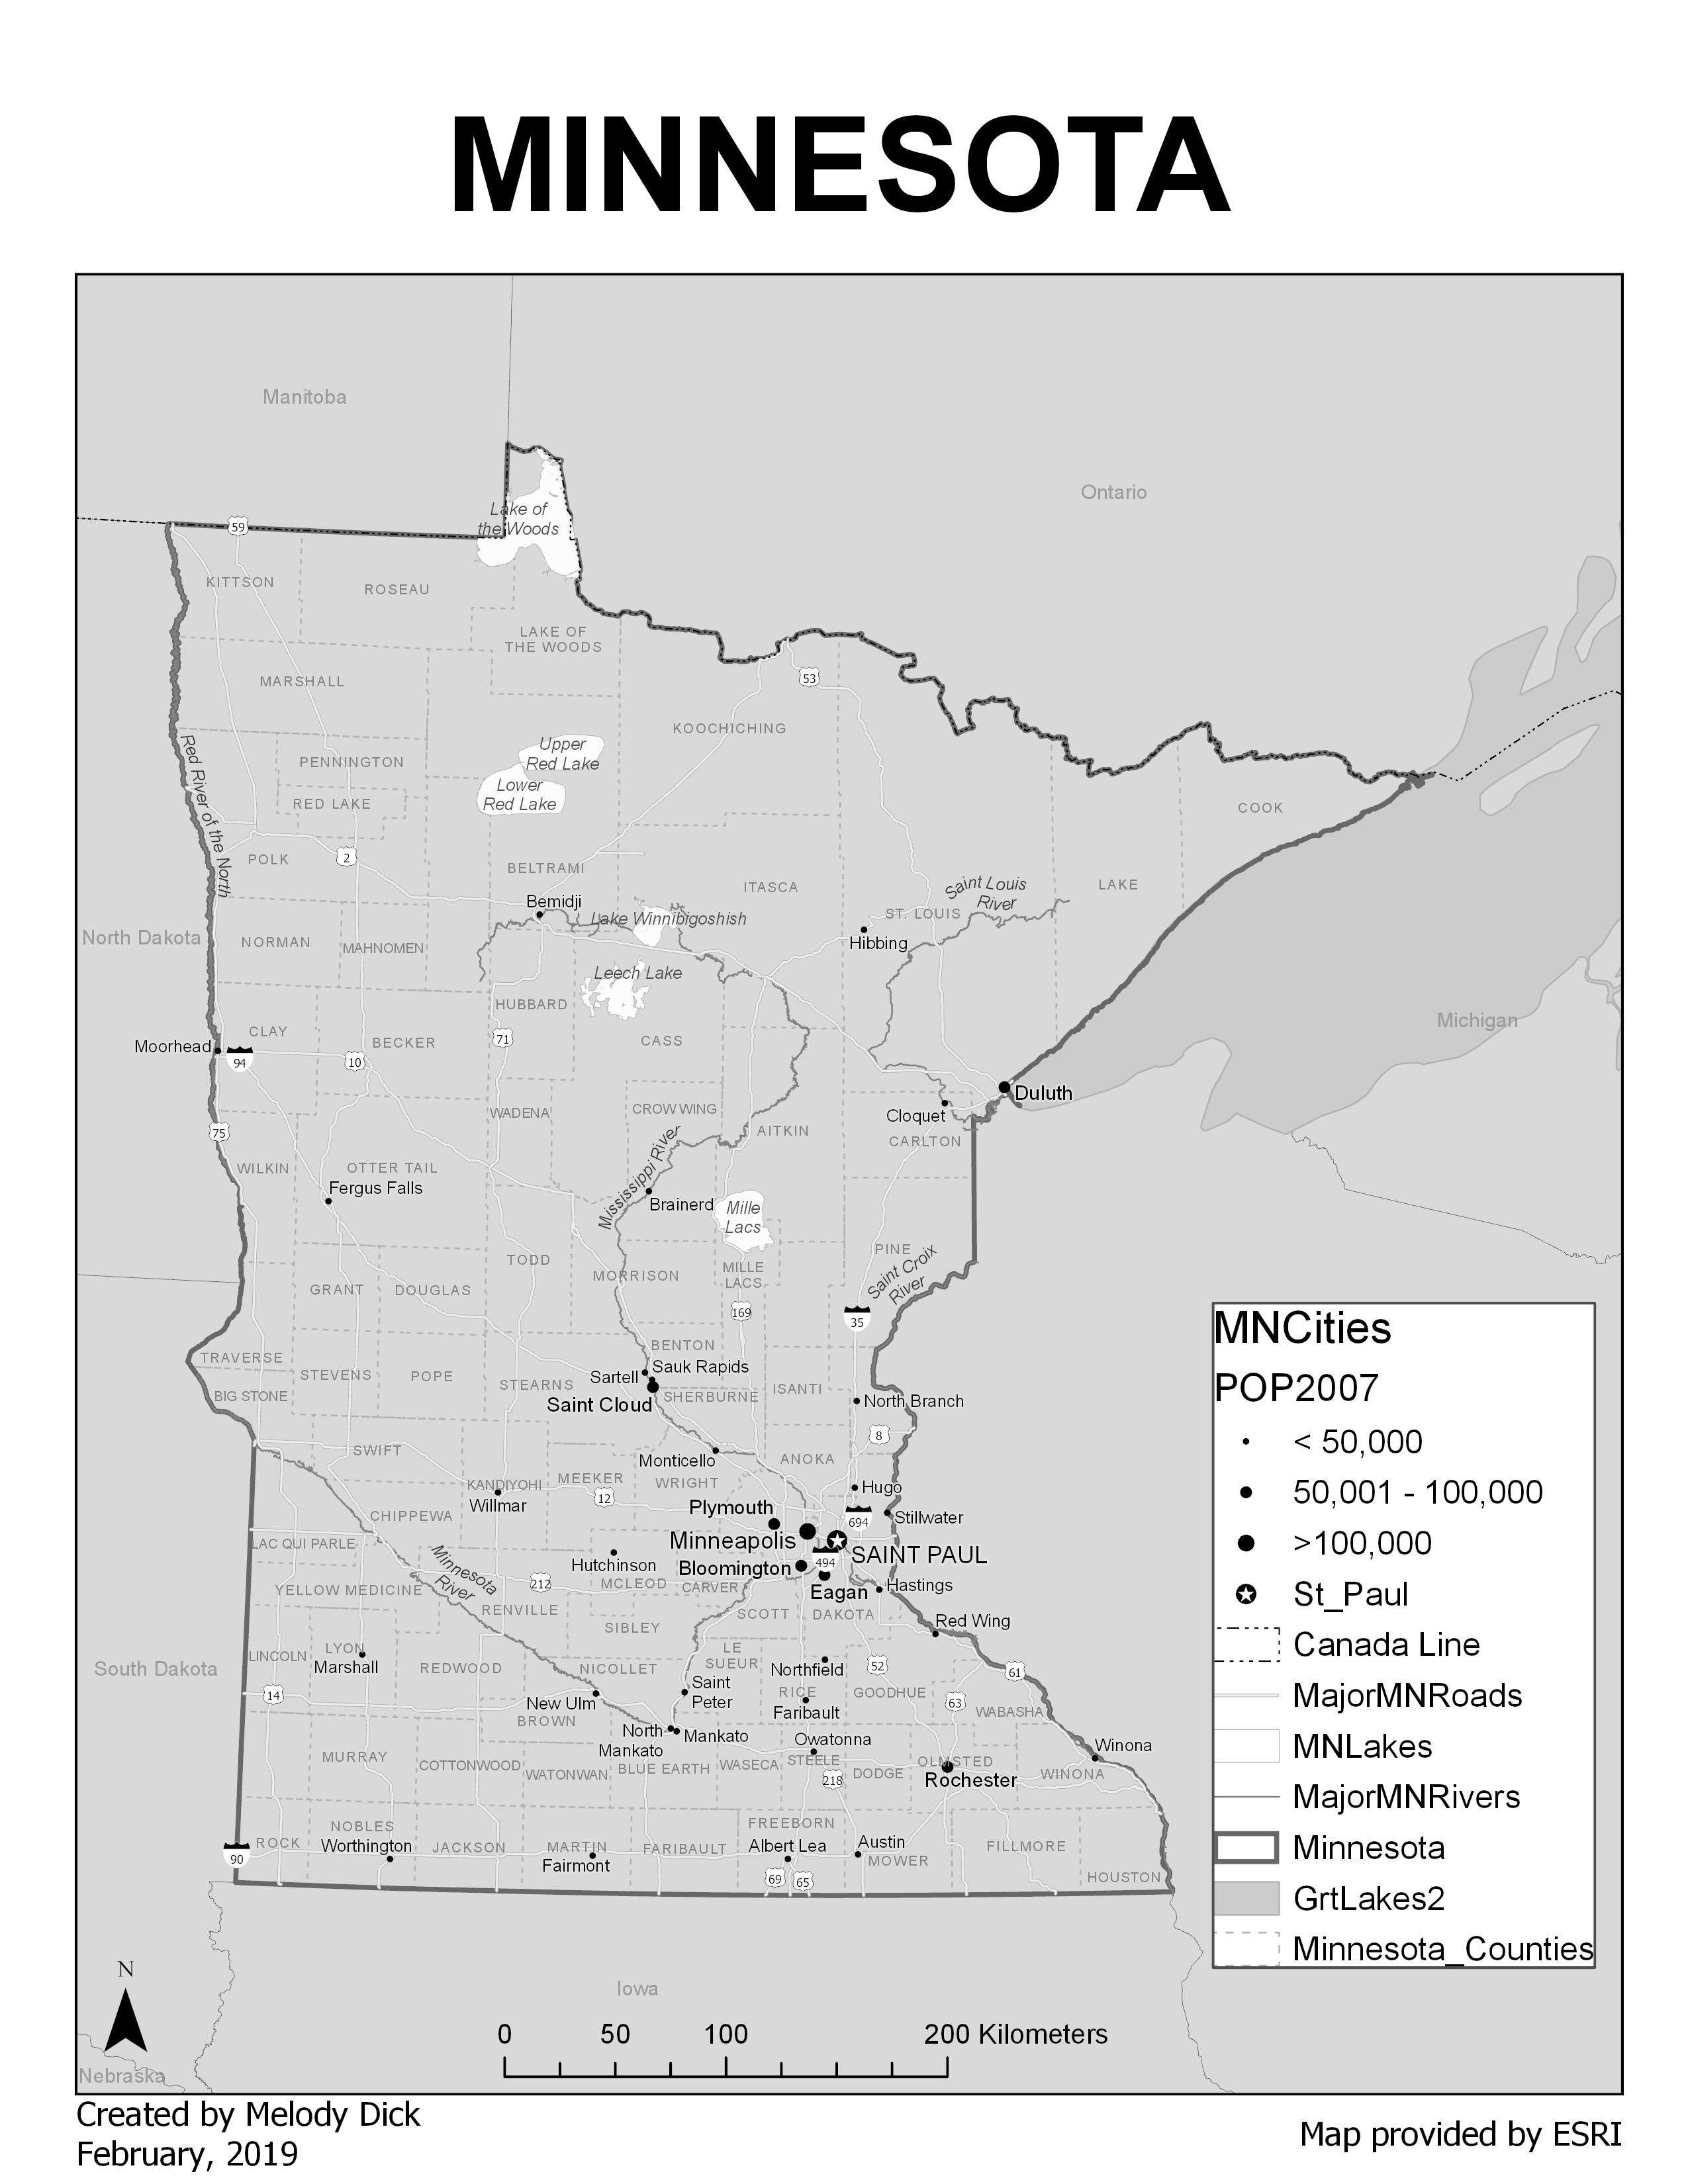 MINNESOTA
Manitoba
Ontario
Lake of
the Woods
59
KITTSON
ROSEAU
LAKE OF
THE WOODS
53
MARSHALL
KOOCHICHING
Red River of the North
Upper
Red Lake
PENNINGTON
Lower
Red Lake
RED LAKE
COOK
POLK
2
BELTRAMI
ITASCA
LAKE
Saint Louis
River
Bemidji
ST. LOUIS
Lake Winnibigoshish
North Dakota
NORMAN
MAHNOMEN
Hibbing
Leech Lake
HUBBARD
Michigan
CLAY
BECKER
71
CASS
Moorhead
94
10
Duluth
WADENA
CROW WING
Cloquet
75
AITKIN
CARLTON
Mississippi River
WILKIN
OTTER TAIL
Fergus Falls
Brainerd
Mille
Lacs
PINE
TODD
MORRISON
MILLE
LACS
Saint Croix
River
GRANT
DOUGLAS
169
35
BENTON
TRAVERSE
STEVENS
POPE
Sartell
Sauk Rapids
STEARNS
ISANTI
BIG STONE
SHERBURNE
Saint Cloud
North Branch
8
SWIFT
Monticello
ANOKA
KANDIYOHI
MEEKER
WRIGHT
Hugo
Willmar
12
Plymouth
CHIPPEWA
694
Stillwater
Minneapolis
LAC QUI PARLE
SAINT PAUL
Minnesota
River
Hutchinson
Bloomington
494
212
MCLEOD
CARVER
Eagan
Hastings
YELLOW MEDICINE
RENVILLE
SCOTT
DAKOTA
SIBLEY
Red Wing
LYON
LINCOLN
Marshall
REDWOOD
NICOLLET
LE
SUEUR
Northfield
52
61
South Dakota
14
Saint
Peter
RICE
GOODHUE
63
New Ulm
Faribault
WABASHA
BROWN
North
Mankato
Mankato
Owatonna
Winona
MURRAY
COTTONWOOD
WATONWAN
BLUE EARTH
WASECA
STEELE
DODGE
OLMSTED
WINONA
218
Rochester
NOBLES
FREEBORN
ROCK
Worthington
JACKSON
MARTIN
FARIBAULT
Albert Lea
Austin
FILLMORE
90
Fairmont
MOWER
69
65
HOUSTON
MNCities
POP2007
< 50,000
50,001 - 100,000
>100,000
St_Paul
Canada Line
MajorMNRoads
MNLakes
MajorMNRivers
Minnesota
GrtLakes2
Minnesota_Counties
N
Iowa
0 50 100 200 Kilometers
Nebraska
Created by Melody Dick
February, 2019
Map provided by ESRI